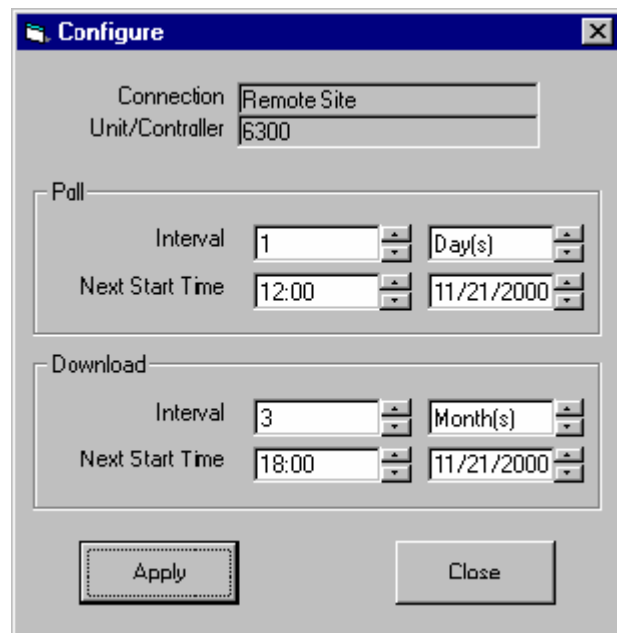 Configure
Connection Remote Site
Unit/Controller 6300
Poll
Interval 1 Day(s)
Next Start Time 12:00 11/21/2000
Download
Interval 3 Month(s)
Next Start Time 18:00 11/21/2000
Apply Close